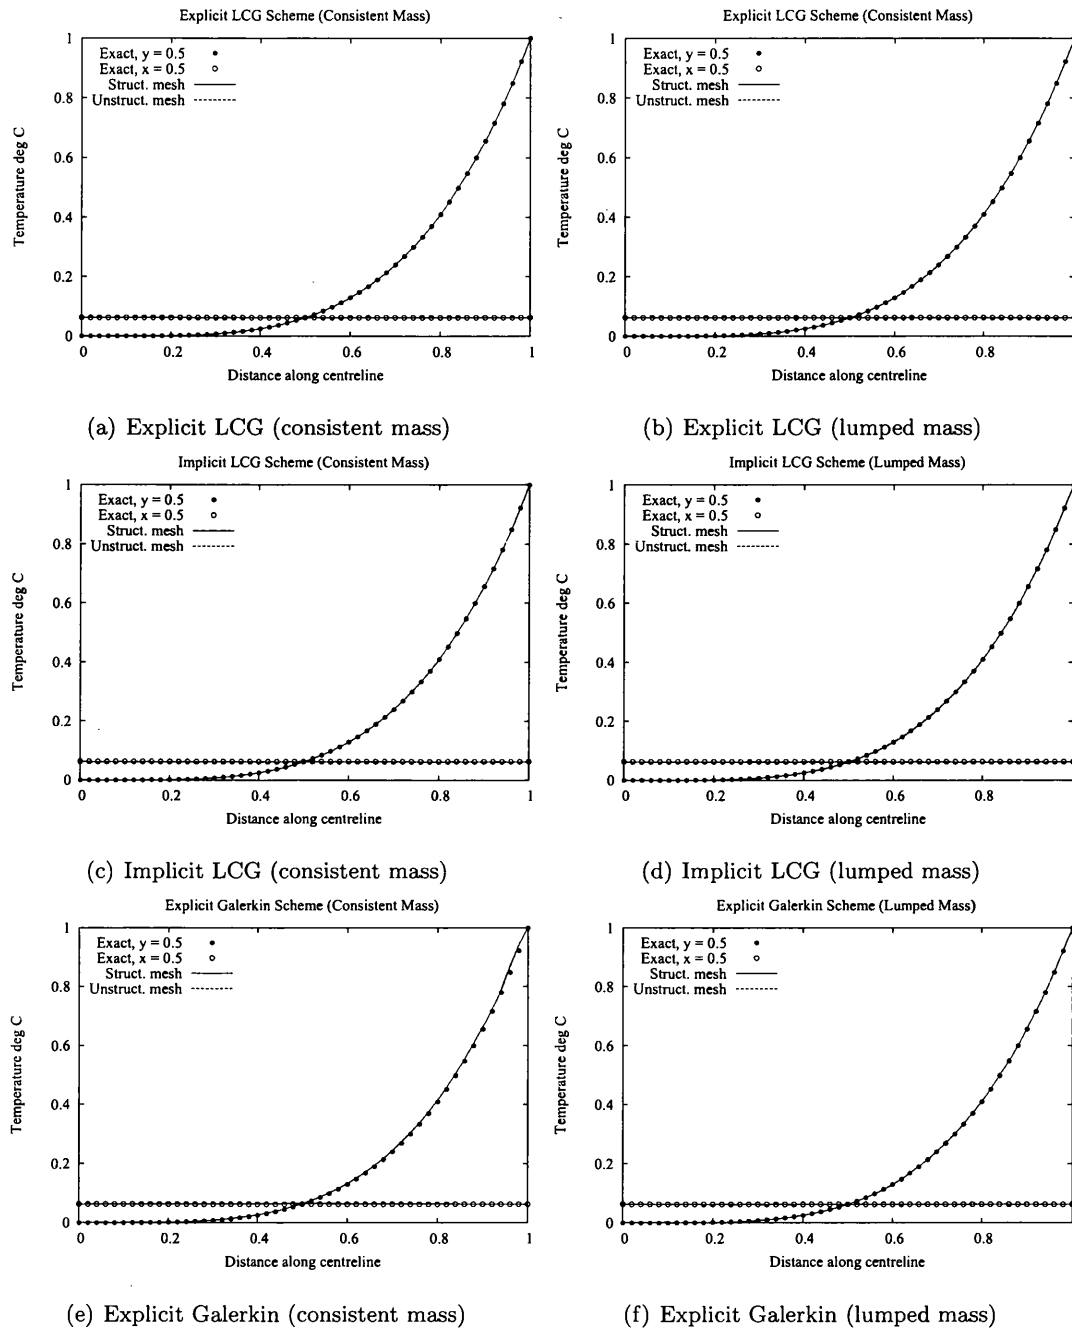 Explicit LCG Scheme (Consistent Mass)
1
0.8
0.6
0.4
0.2
0
Temperature deg C
Exact, y = 0.5
Exact, x = 0.5
Struct. mesh
Unstruct. mesh
0 0.2 0.4 0.6 0.8 1
Distance along centreline
(a) Explicit LCG (consistent mass)
Explicit LCG Scheme (Consistent Mass)
1
0.8
0.6
0.4
0.2
0
Temperature deg C
Exact, y = 0.5
Exact, x = 0.5
Struct. mesh
Unstruct. mesh
0 0.2 0.4 0.6 0.8
Distance along centreline
(b) Explicit LCG (lumped mass)
Implicit LCG Scheme (Consistent Mass)
1
0.8
0.6
0.4
0.2
0
Temperature deg C
Exact, y = 0.5
Exact, x = 0.5
Struct. mesh
Unstruct. mesh
0 0.2 0.4 0.6 0.8 1
Distance along centreline
(c) Implicit LCG (consistent mass)
Implicit LCG Scheme (Lumped Mass)
1
0.8
0.6
0.4
0.2
0
Temperature deg C
Exact, y = 0.5
Exact, x = 0.5
Struct. mesh
Unstruct. mesh
0 0.2 0.4 0.6 0.8
Distance along centreline
(d) Implicit LCG (lumped mass)
Explicit Galerkin Scheme (Consistent Mass)
1
0.8
0.6
0.4
0.2
0
Temperature deg C
Exact, y = 0.5
Exact, x = 0.5
Struct. mesh
Unstruct. mesh
0 0.2 0.4 0.6 0.8 1
Distance along centreline
(e) Explicit Galerkin (consistent mass)
Explicit Galerkin Scheme (Lumped Mass)
1
0.8
0.6
0.4
0.2
0
Temperature deg C
Exact, y = 0.5
Exact, x = 0.5
Struct. mesh
Unstruct. mesh
0 0.2 0.4 0.6 0.8
Distance along centreline
(f) Explicit Galerkin (lumped mass)